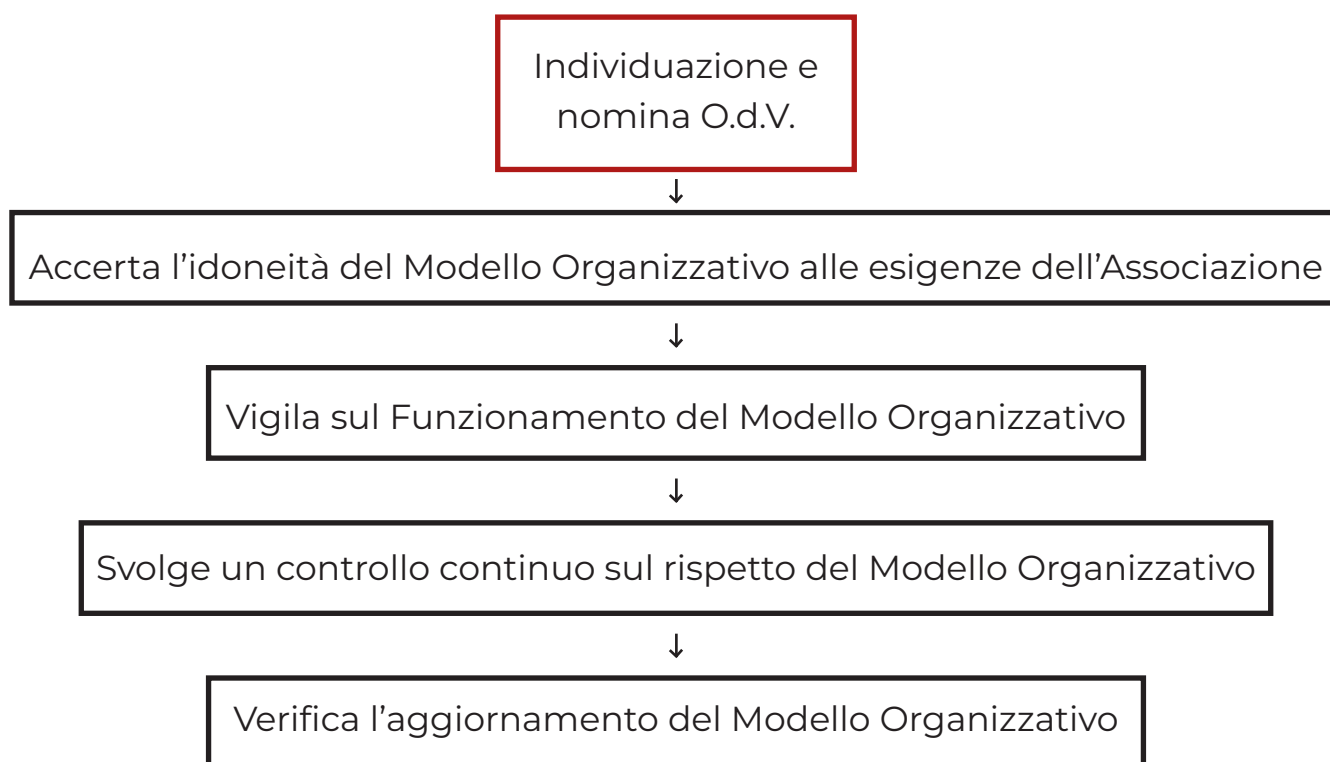 Individuazione e
nomina O.d.V.
↓
Accerta l’idoneità del Modello Organizzativo alle esigenze dell’Associazione
↓
Vigila sul Funzionamento del Modello Organizzativo
↓
Svolge un controllo continuo sul rispetto del Modello Organizzativo
↓
Verifica l’aggiornamento del Modello Organizzativo